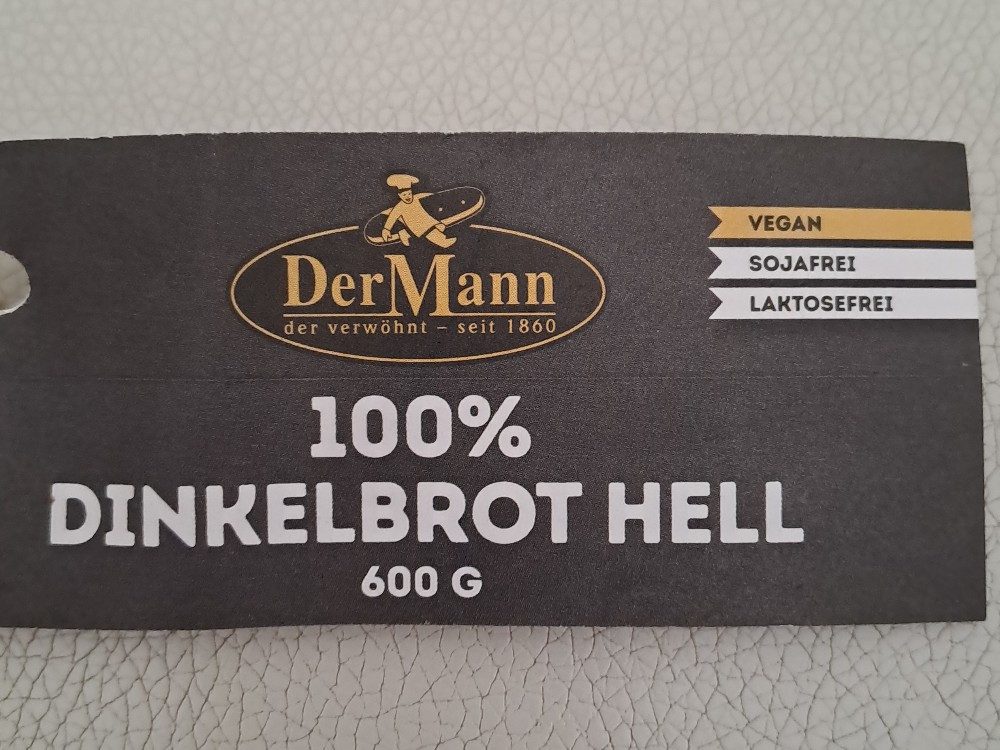 DerMann
der verwöhnt – seit 1860
VEGAN
SOJAFREI
LAKTOSEFREI
100%
DINKELBROT HELL
600 G